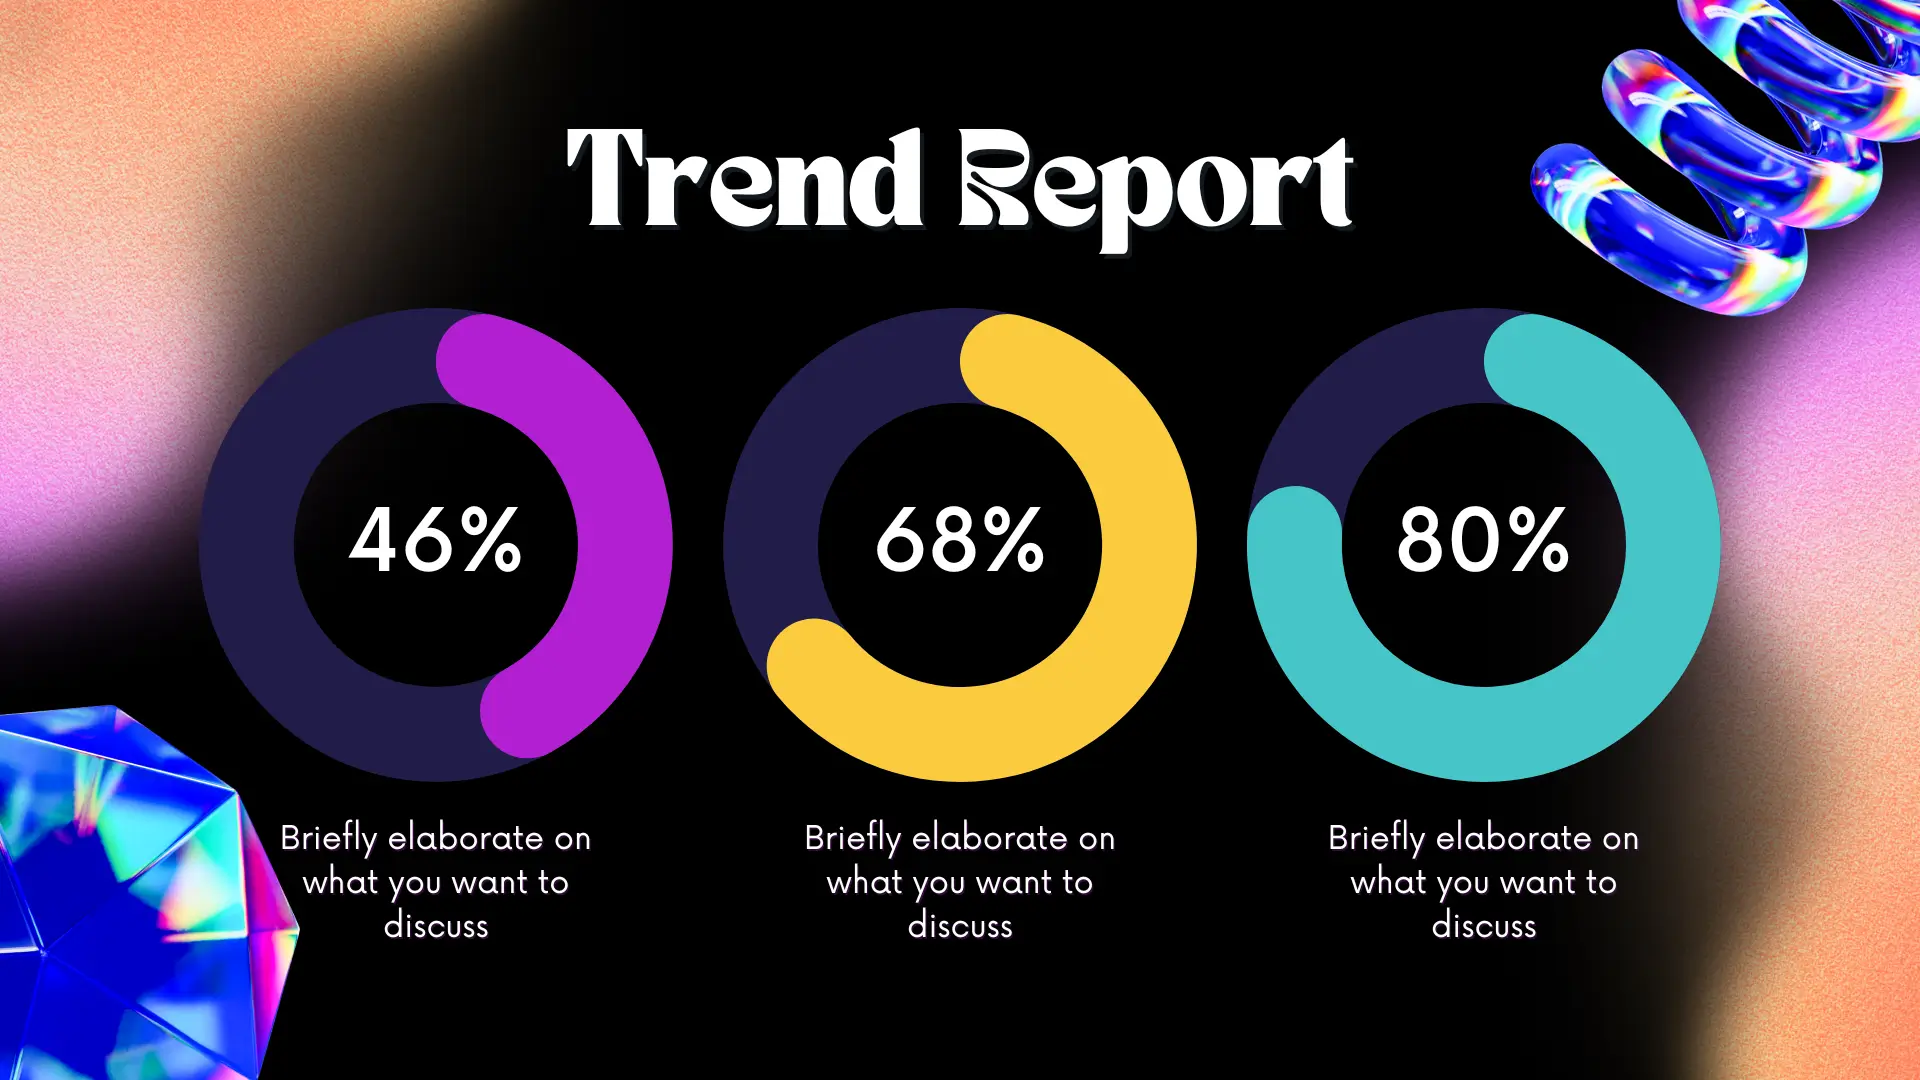 Trend Report
46%
68%
80%
Briefly elaborate on
what you want to
discuss
Briefly elaborate on
what you want to
discuss
Briefly elaborate on
what you want to
discuss